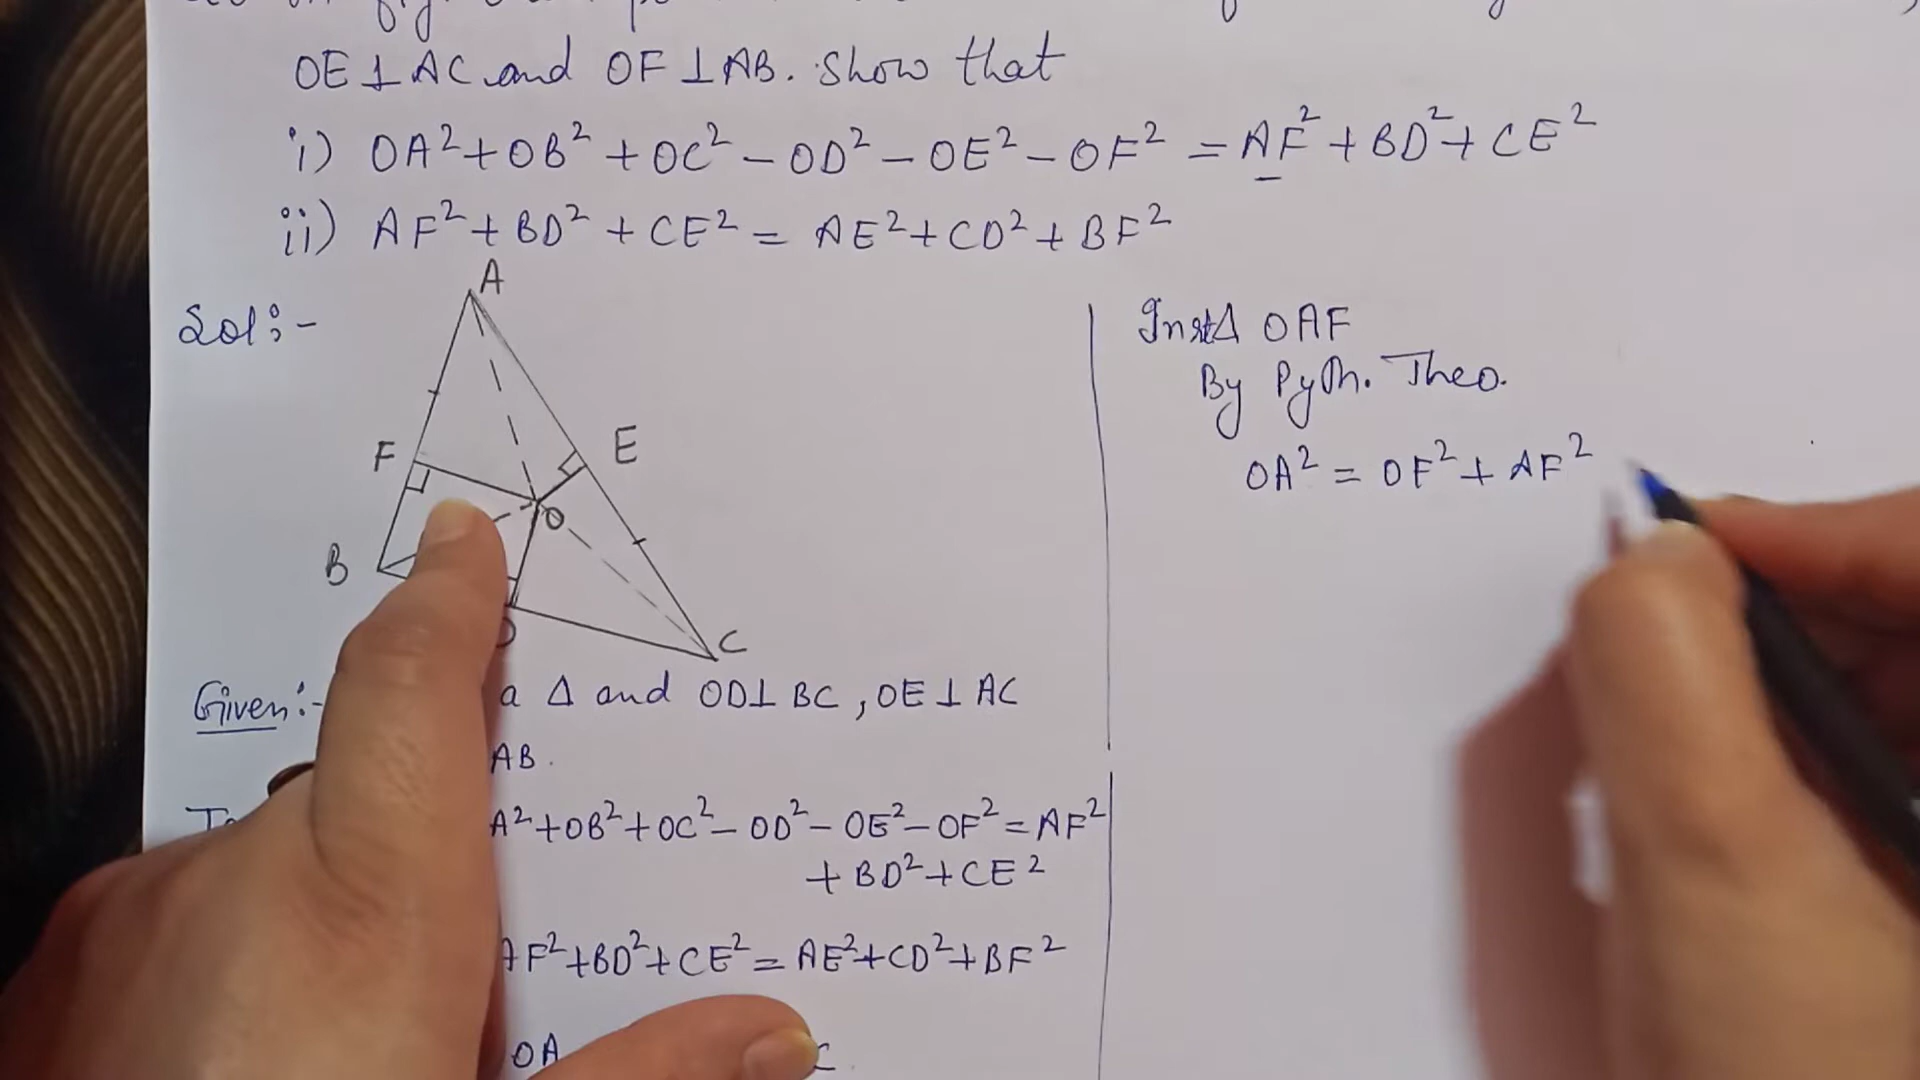 OE⊥AC and OF⊥AB. Show that
i) OA²+OB²+OC²-OD²-OE²-OF² = AF²+BD²+CE²
ii) AF²+BD²+CE² = AE²+CD²+BF²
Sol:-
A
F
E
O
B
D
C
Given:-
a Δ and OD⊥BC, OE⊥AC
AB.
A²+OB²+OC²-OD²-OE²-OF²=AF²
+BD²+CE²
AF²+BD²+CE²=AE²+CD²+BF²
OA
C
In rt Δ OAF
By Pyth. Theo.
OA² = OF²+AF²